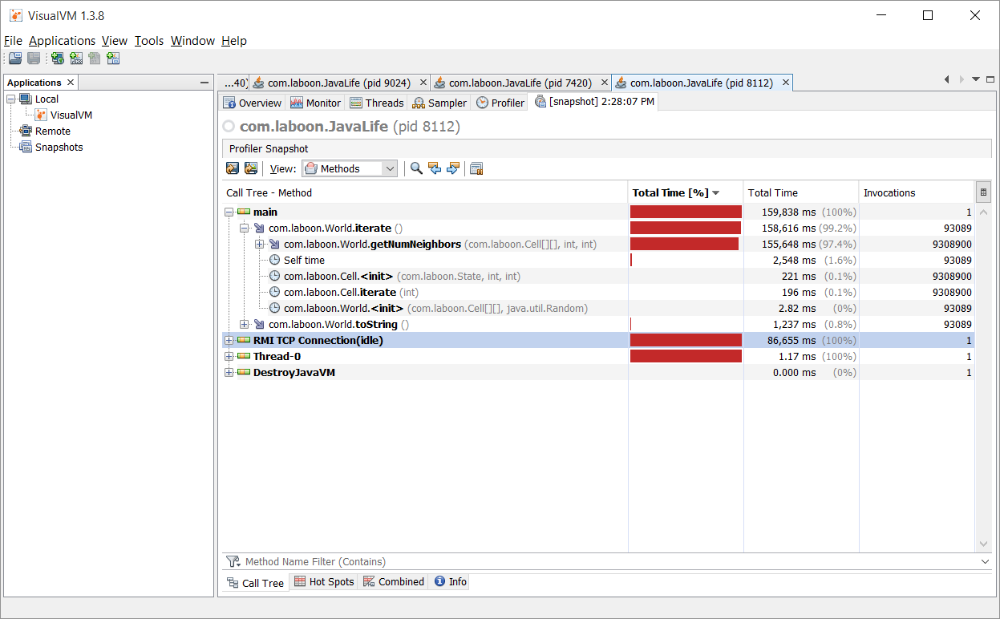 VisualVM 1.3.8
File Applications View Tools Window Help
Applications
Local
VisualVM
Remote
Snapshots
...40) com.laboon.JavaLife (pid 9024) com.laboon.JavaLife (pid 7420) com.laboon.JavaLife (pid 8112)
Overview Monitor Threads Sampler Profiler [snapshot] 2:28:07 PM
com.laboon.JavaLife (pid 8112)
Profiler Snapshot
View: Methods
Call Tree - Method Total Time [%] Total Time Invocations
main 159,838 ms (100%) 1
com.laboon.World.iterate () 158,616 ms (99.2%) 93089
com.laboon.World.getNumNeighbors (com.laboon.Cell[][], int, int) 155,648 ms (97.4%) 9308900
Self time 2,548 ms (1.6%) 93089
com.laboon.Cell.<init> (com.laboon.State, int, int) 221 ms (0.1%) 9308900
com.laboon.Cell.iterate (int) 196 ms (0.1%) 9308900
com.laboon.World.<init> (com.laboon.Cell[][], java.util.Random) 2.82 ms (0%) 93089
com.laboon.World.toString () 1,237 ms (0.8%) 93089
RMI TCP Connection(idle) 86,655 ms (100%) 1
Thread-0 1.17 ms (100%) 1
DestroyJavaVM 0.000 ms (0%) 1
Method Name Filter (Contains)
Call Tree Hot Spots Combined Info